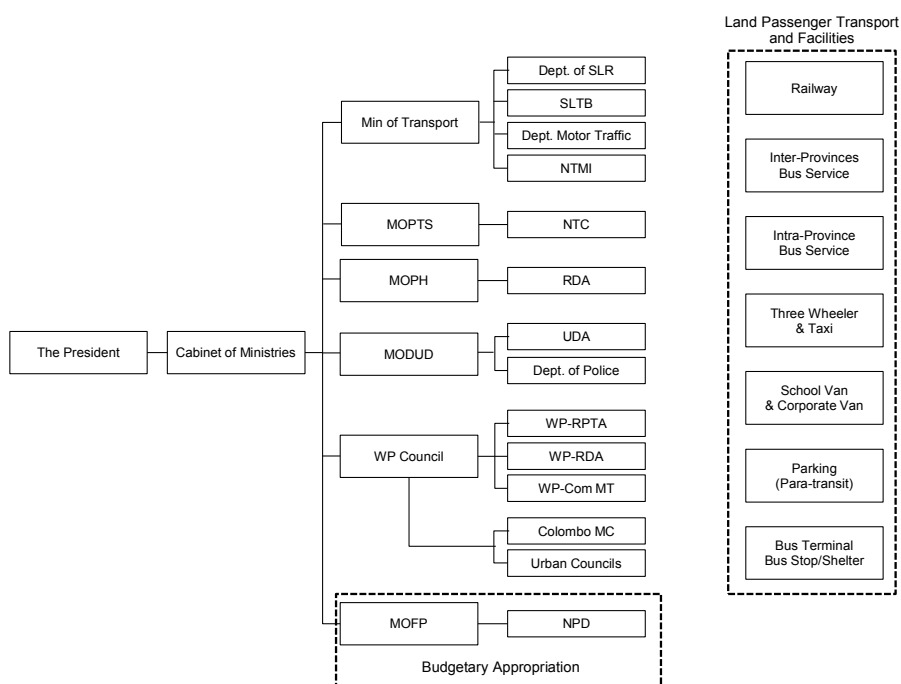 Land Passenger Transport
and Facilities
The President
Cabinet of Ministries
Min of Transport
Dept. of SLR
SLTB
Dept. Motor Traffic
NTMI
MOPTS
NTC
MOPH
RDA
MODUD
UDA
Dept. of Police
WP Council
WP-RPTA
WP-RDA
WP-Com MT
Colombo MC
Urban Councils
MOFP
NPD
Budgetary Appropriation
Railway
Inter-Provinces
Bus Service
Intra-Province
Bus Service
Three Wheeler
& Taxi
School Van
& Corporate Van
Parking
(Para-transit)
Bus Terminal
Bus Stop/Shelter